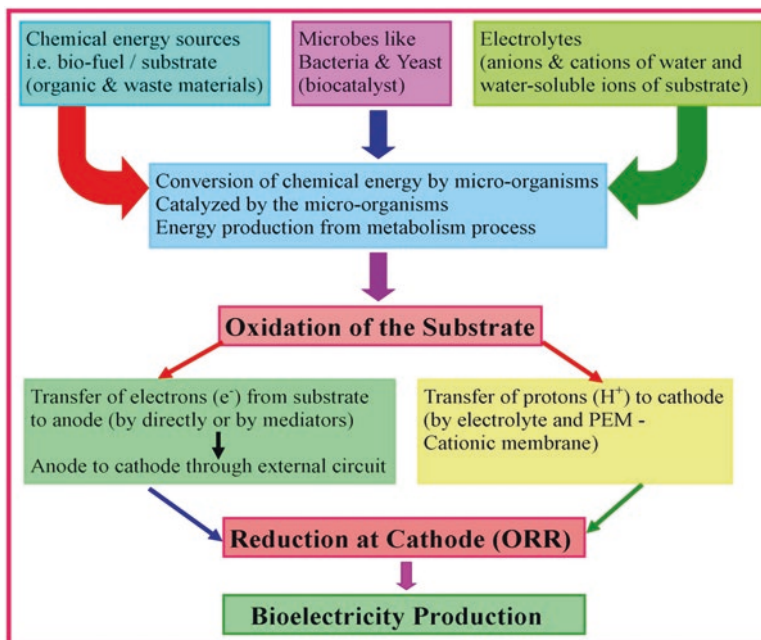 Chemical energy sources
i.e. bio-fuel / substrate
(organic & waste materials)
Microbes like
Bacteria & Yeast
(biocatalyst)
Electrolytes
(anions & cations of water and
water-soluble ions of substrate)
Conversion of chemical energy by micro-organisms
Catalyzed by the micro-organisms
Energy production from metabolism process
Oxidation of the Substrate
Transfer of electrons (e⁻) from substrate
to anode (by directly or by mediators)
Anode to cathode through external circuit
Transfer of protons (H⁺) to cathode
(by electrolyte and PEM -
Cationic membrane)
Reduction at Cathode (ORR)
Bioelectricity Production